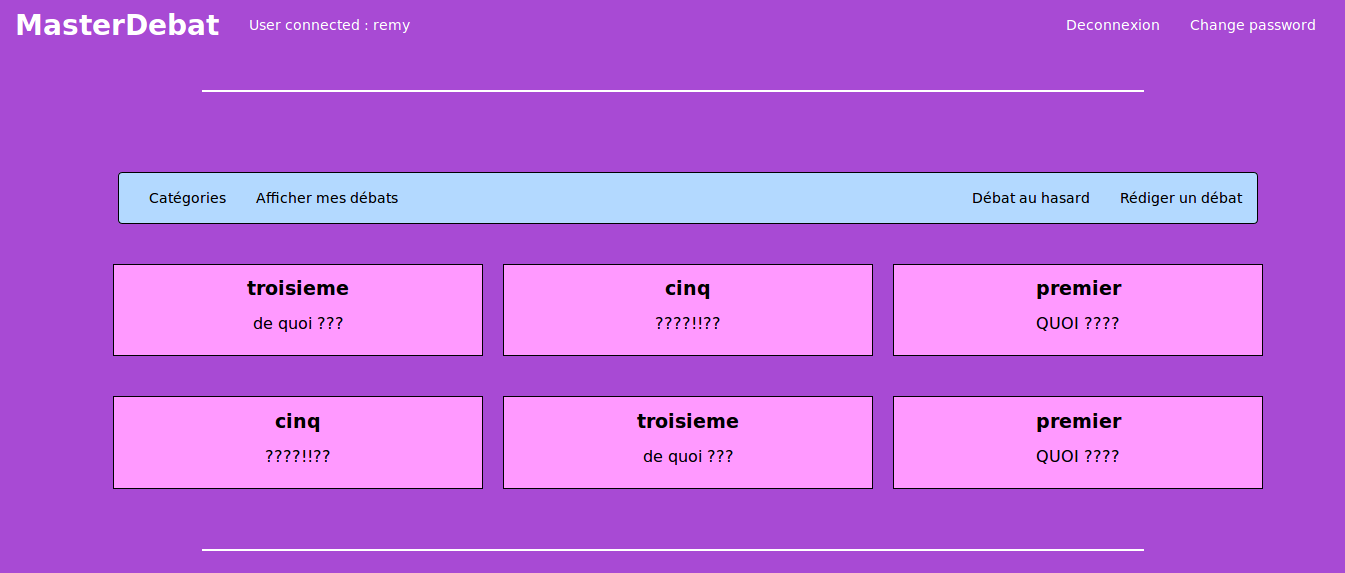 MasterDebat User connected : remy Deconnexion Change password
Catégories Afficher mes débats Débat au hasard Rédiger un débat
troisieme
de quoi ???
cinq
????!!??
premier
QUOI ????
cinq
????!!??
troisieme
de quoi ???
premier
QUOI ????